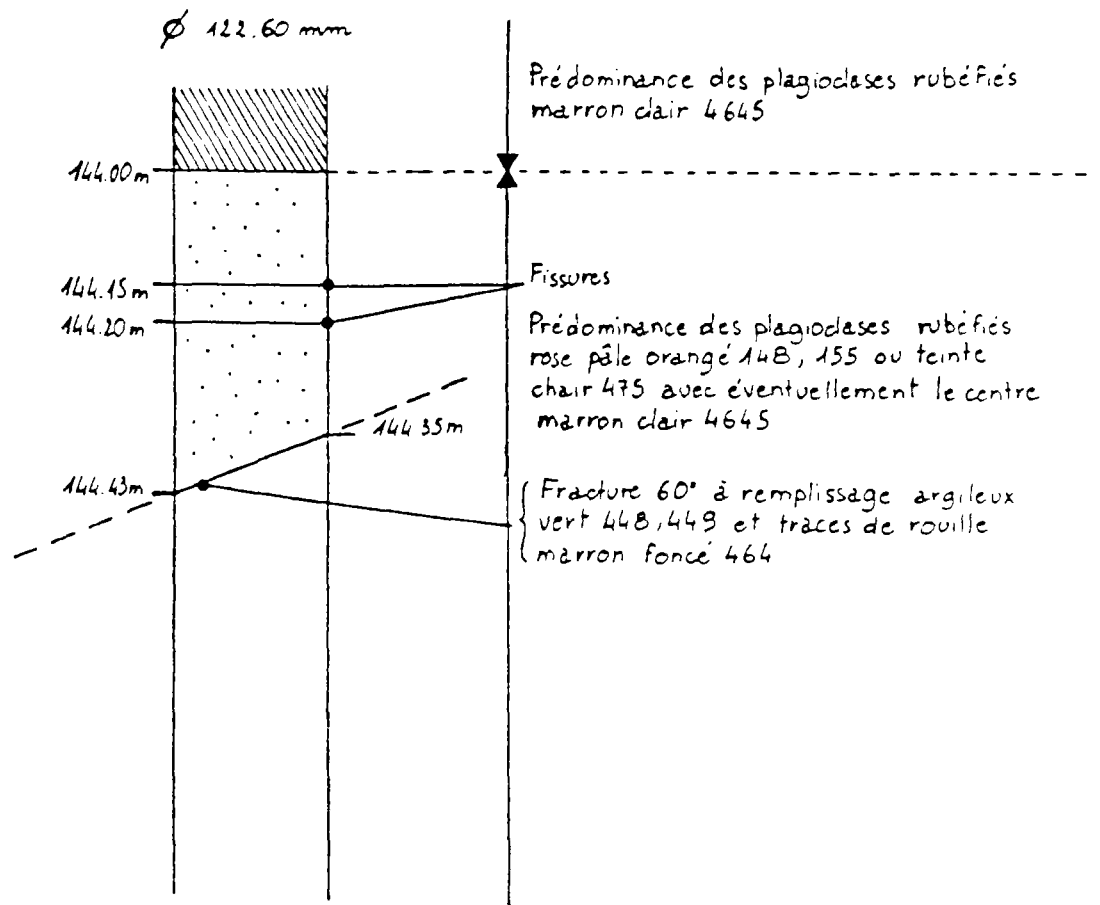 Ø 122.60 mm
Prédominance des plagioclases rubéfiés
marron clair 4645
144.00m
144.15m
Fissures
144.20m
Prédominance des plagioclases rubéfiés
rose pâle orangé 148, 155 ou teinte
chair 475 avec éventuellement le centre
marron clair 4645
144 35m
144.43m
Fracture 60° à remplissage argileux
vert 448, 449 et traces de rouille
marron foncé 464